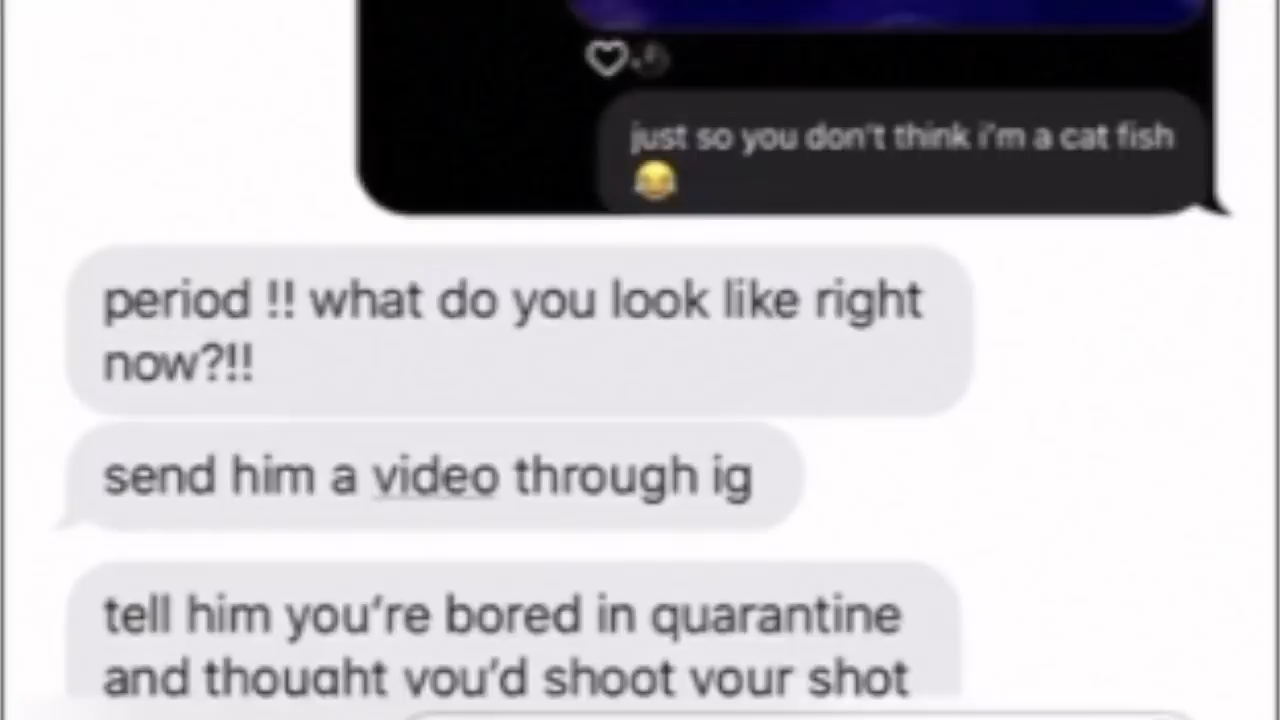 just so you don't think i'm a cat fish
😂
period !! what do you look like right
now?!!
send him a video through ig
tell him you're bored in quarantine
and thought you'd shoot your shot